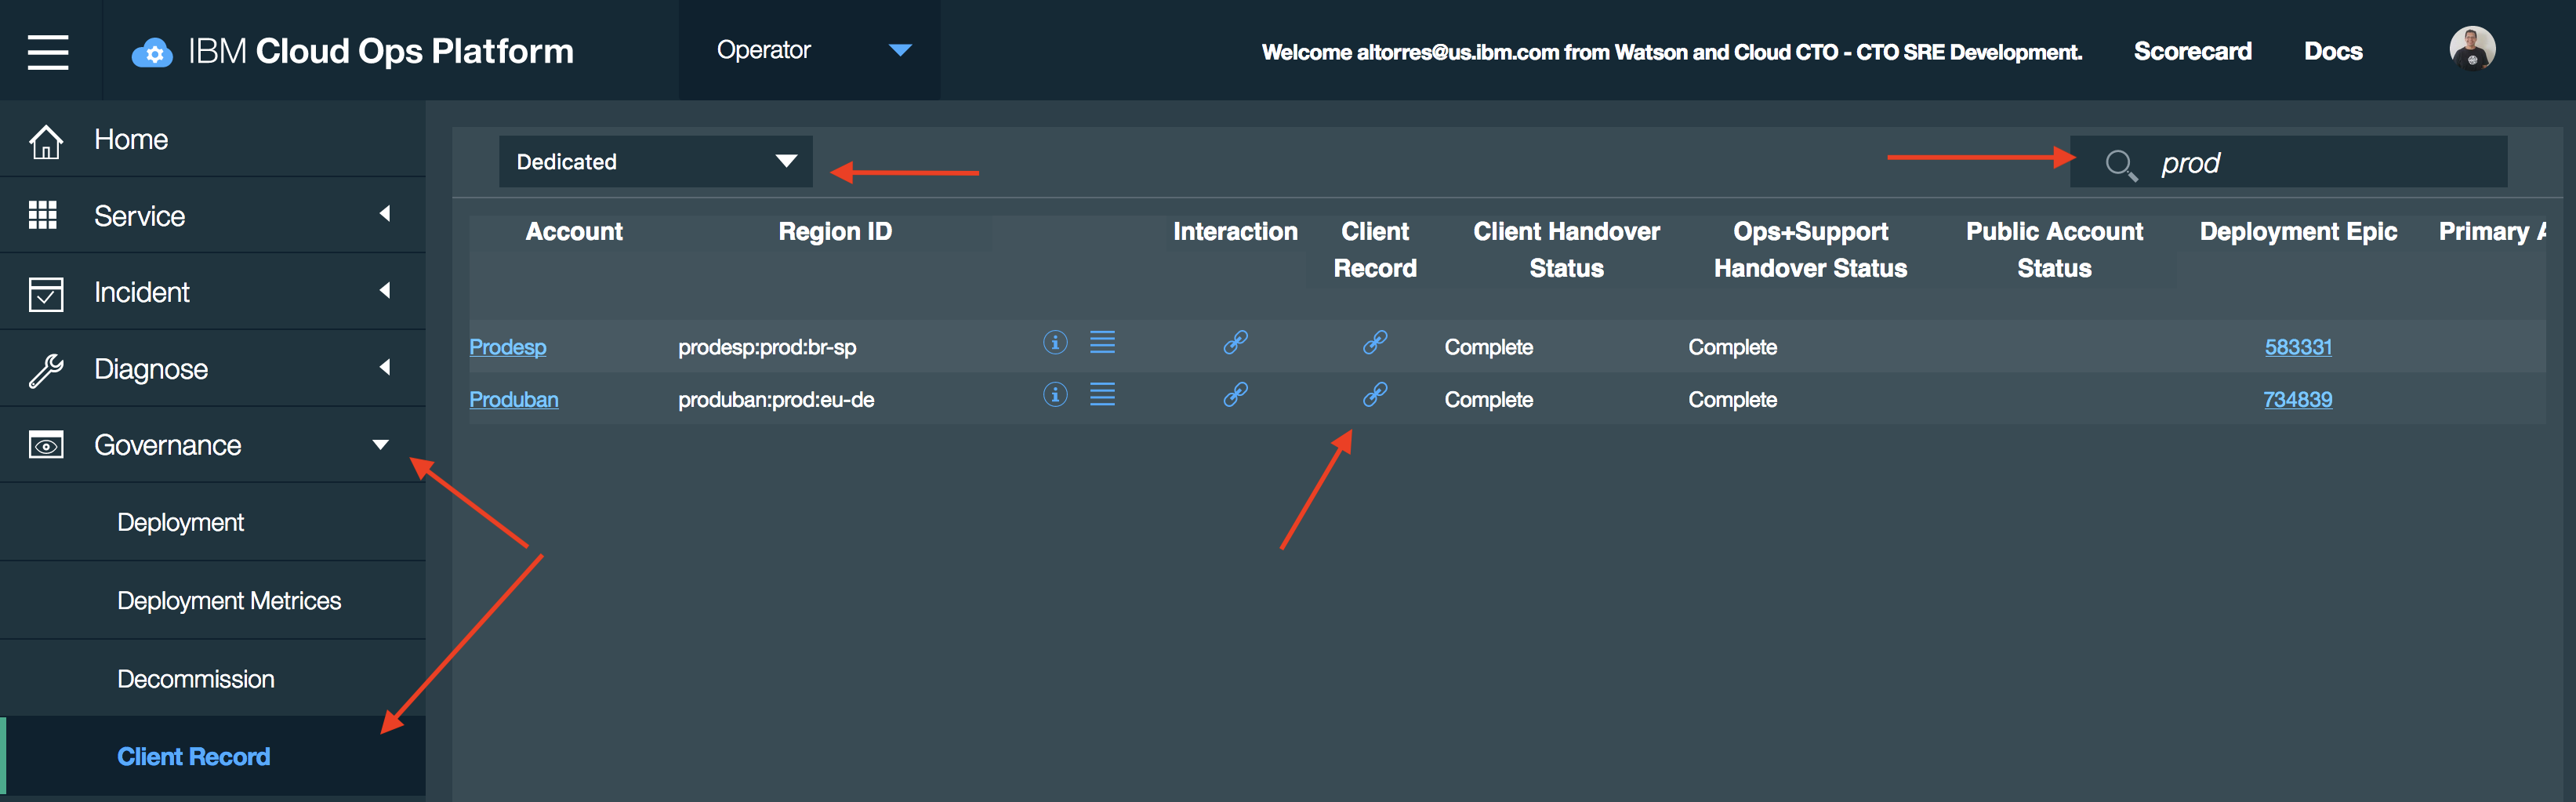 IBM Cloud Ops Platform
Operator
Welcome altorres@us.ibm.com from Watson and Cloud CTO - CTO SRE Development.
Scorecard
Docs
Home
Service
Incident
Diagnose
Governance
Deployment
Deployment Metrices
Decommission
Client Record
Dedicated
prod
Account
Region ID
Interaction
Client
Record
Client Handover
Status
Ops+Support
Handover Status
Public Account
Status
Deployment Epic
Primary A
Prodesp
prodesp:prod:br-sp
Complete
Complete
583331
Produban
produban:prod:eu-de
Complete
Complete
734839